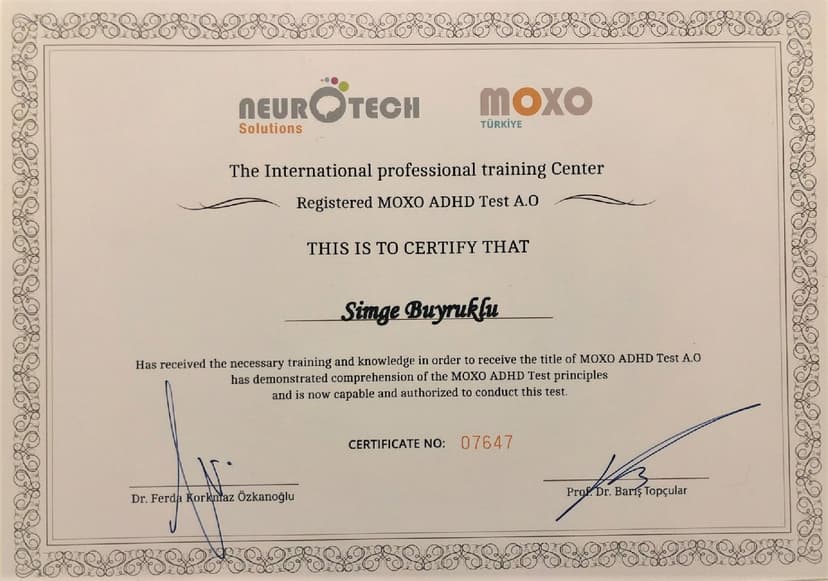 neuroTECH
Solutions
MOXO
TÜRKİYE
The International professional training Center
Registered MOXO ADHD Test A.O
THIS IS TO CERTIFY THAT
Simge Buyruklu
Has received the necessary training and knowledge in order to receive the title of MOXO ADHD Test A.O
has demonstrated comprehension of the MOXO ADHD Test principles
and is now capable and authorized to conduct this test.
CERTIFICATE NO: 07647
Dr. Ferda Korkmaz Özkanoğlu
Prof. Dr. Barış Topçular